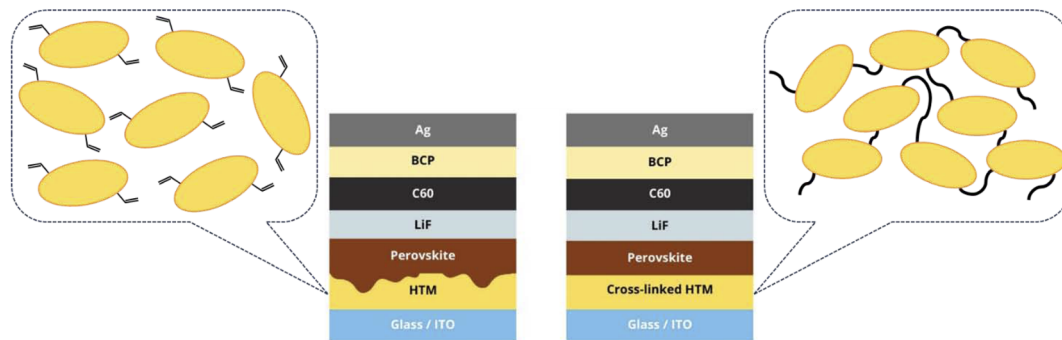 Ag
BCP
C60
LiF
Perovskite
HTM
Glass / ITO
Ag
BCP
C60
LiF
Perovskite
Cross-linked HTM
Glass / ITO